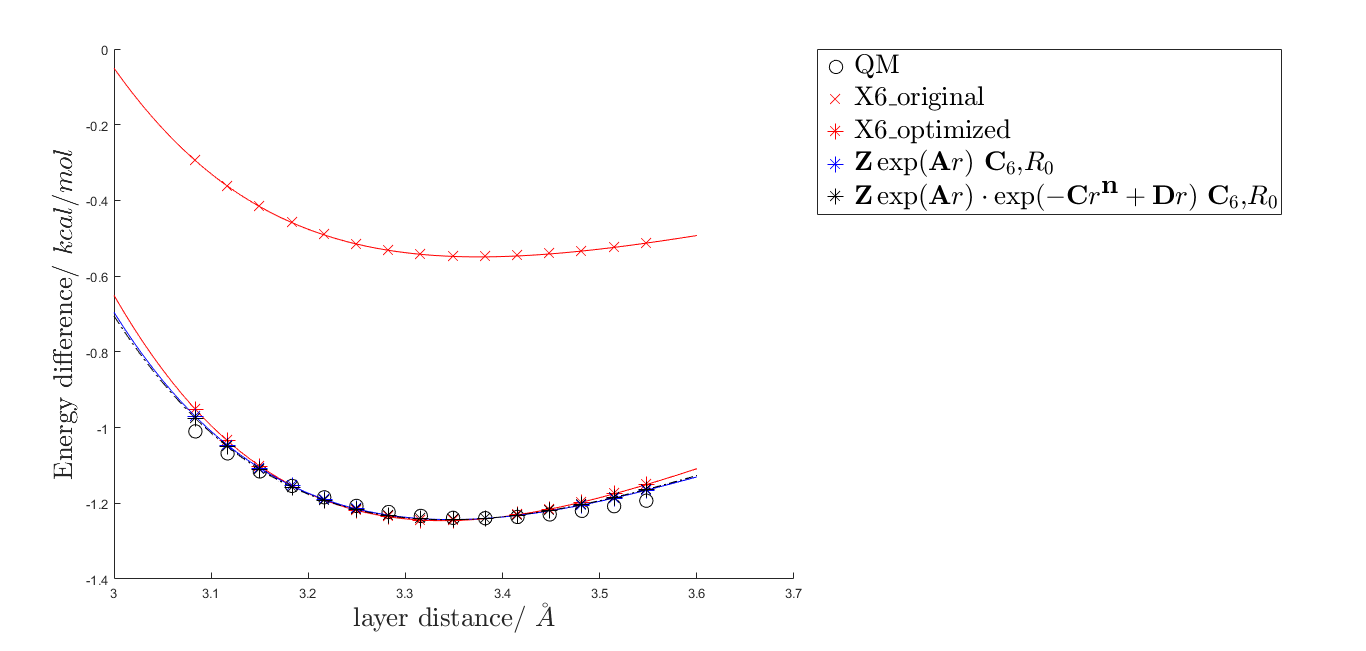 0
-0.2
-0.4
-0.6
-0.8
-1
-1.2
-1.4
3 3.1 3.2 3.3 3.4 3.5 3.6 3.7
Energy difference/ kcal/mol
layer distance/ Å
QM
X6_original
X6_optimized
Z exp(Ar) C₆,R₀
Z exp(Ar) · exp(−Crⁿ + Dr) C₆,R₀